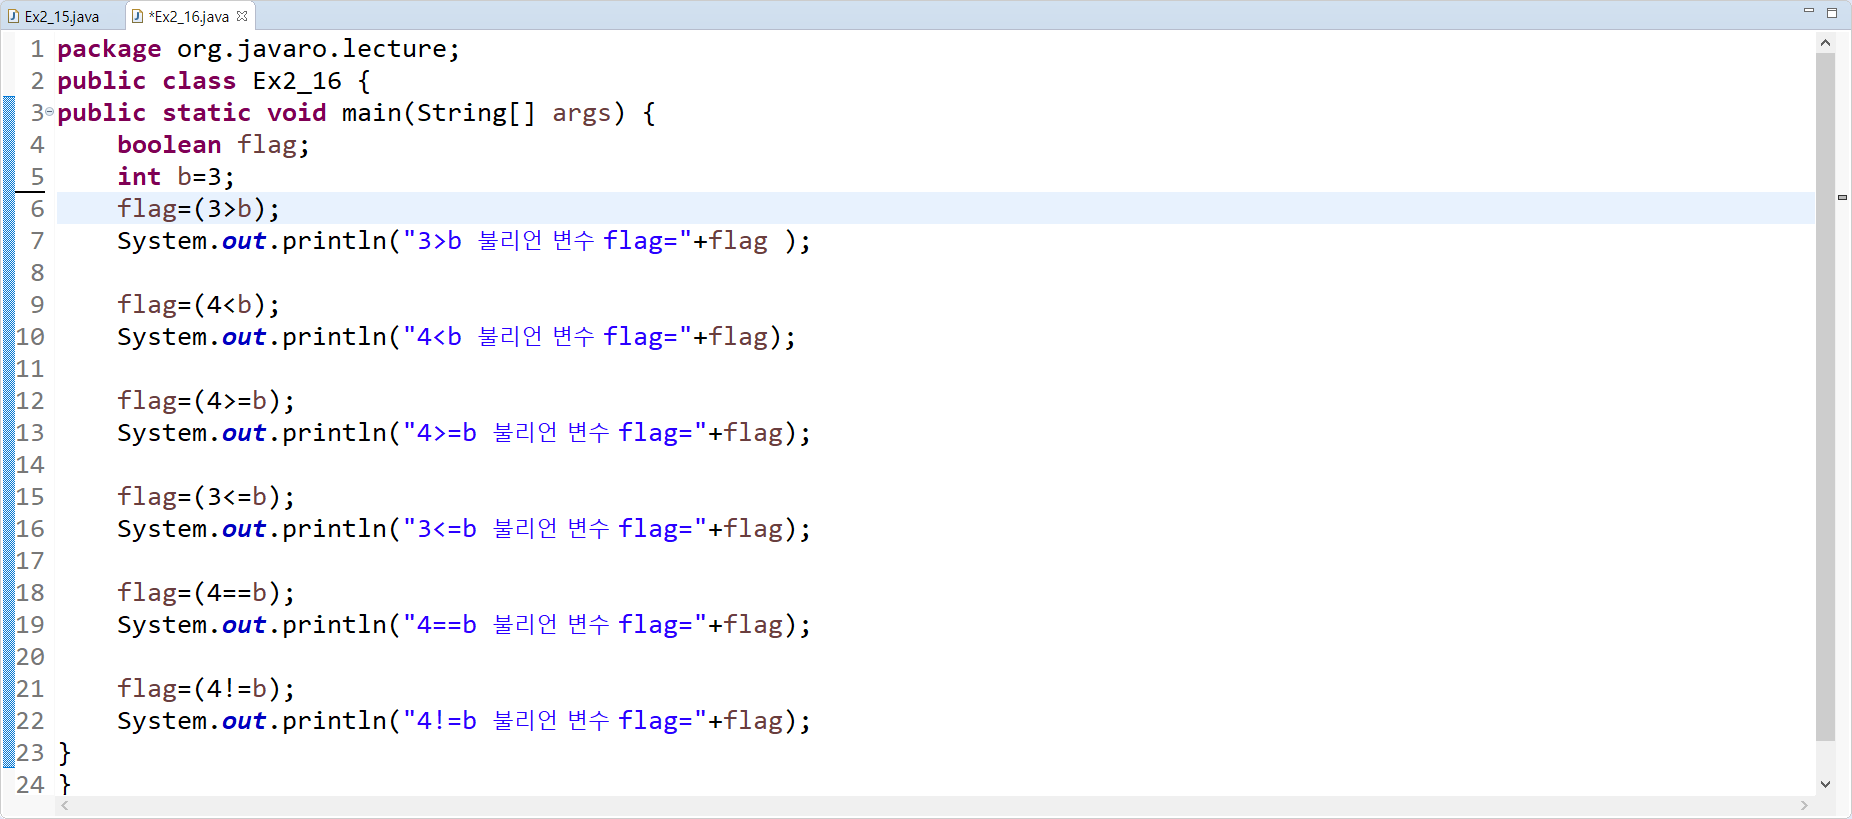 Ex2_15.java *Ex2_16.java
1 package org.javaro.lecture;
2 public class Ex2_16 {
3 public static void main(String[] args) {
4     boolean flag;
5     int b=3;
6     flag=(3>b);
7     System.out.println("3>b 불리언 변수 flag="+flag );
8
9     flag=(4<b);
10     System.out.println("4<b 불리언 변수 flag="+flag);
11
12     flag=(4>=b);
13     System.out.println("4>=b 불리언 변수 flag="+flag);
14
15     flag=(3<=b);
16     System.out.println("3<=b 불리언 변수 flag="+flag);
17
18     flag=(4==b);
19     System.out.println("4==b 불리언 변수 flag="+flag);
20
21     flag=(4!=b);
22     System.out.println("4!=b 불리언 변수 flag="+flag);
23 }
24 }